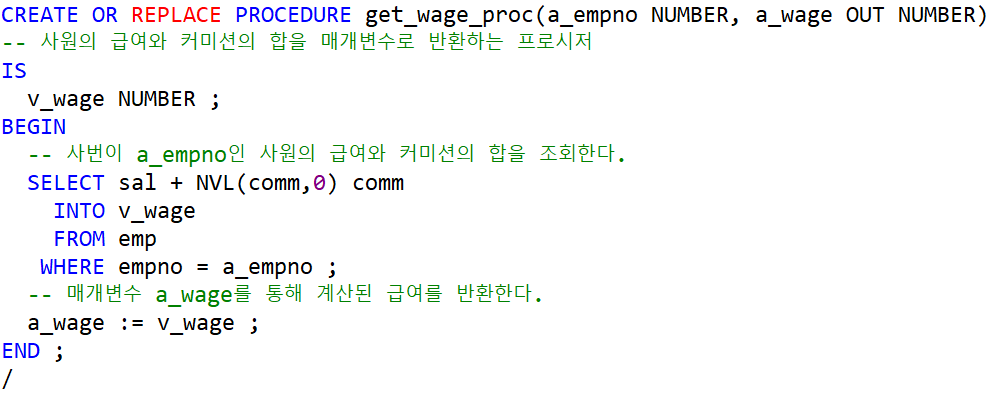 CREATE OR REPLACE PROCEDURE get_wage_proc(a_empno NUMBER, a_wage OUT NUMBER)
-- 사원의 급여와 커미션의 합을 매개변수로 반환하는 프로시저
IS
  v_wage NUMBER ;
BEGIN
  -- 사번이 a_empno인 사원의 급여와 커미션의 합을 조회한다.
  SELECT sal + NVL(comm,0) comm
    INTO v_wage
    FROM emp
   WHERE empno = a_empno ;
  -- 매개변수 a_wage를 통해 계산된 급여를 반환한다.
  a_wage := v_wage ;
END ;
/